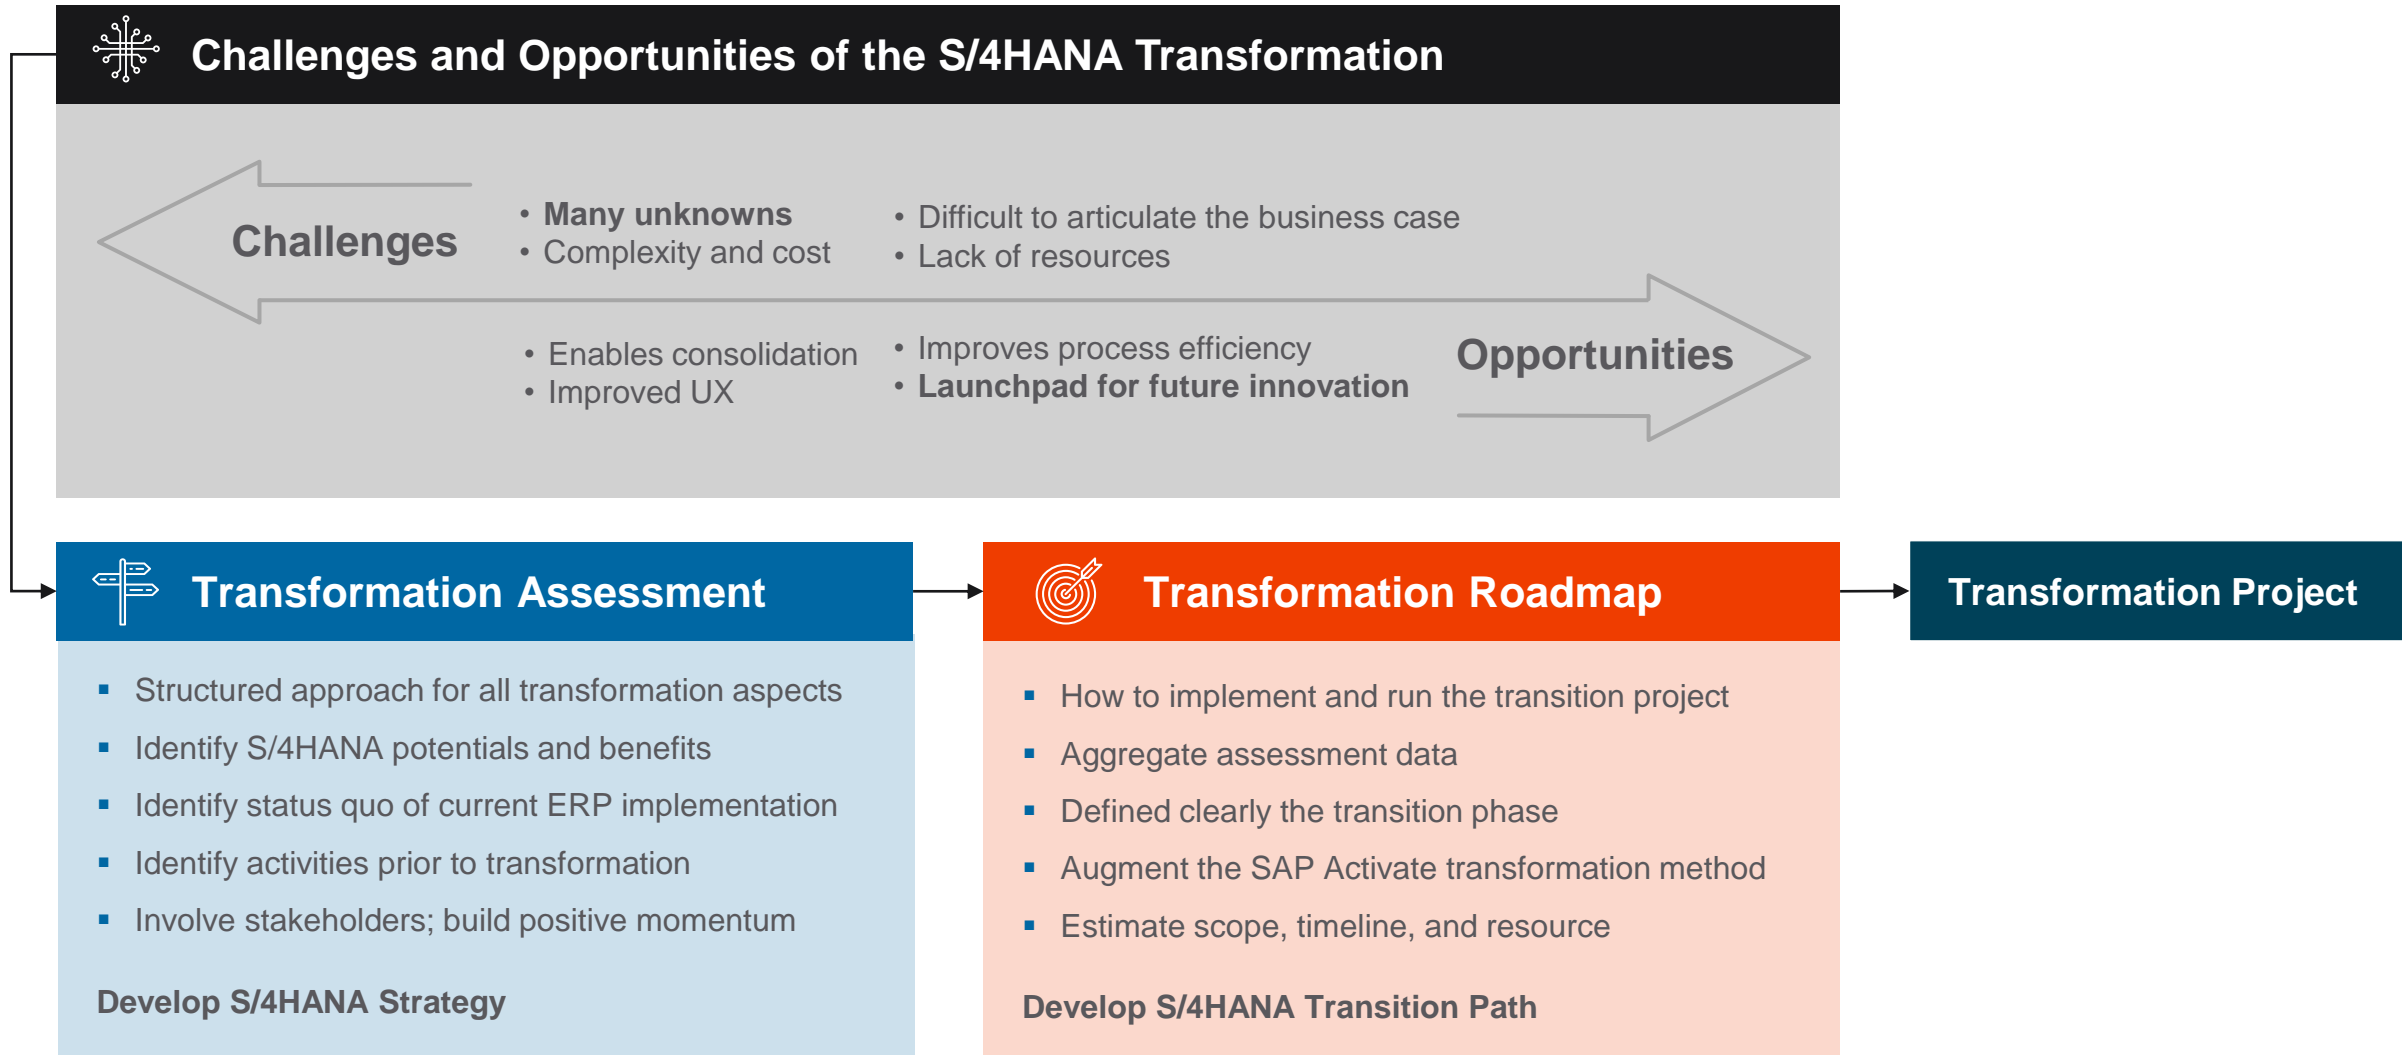 Challenges and Opportunities of the S/4HANA Transformation
Challenges
• Many unknowns
• Complexity and cost
• Difficult to articulate the business case
• Lack of resources
• Enables consolidation
• Improved UX
• Improves process efficiency
• Launchpad for future innovation
Opportunities
Transformation Assessment
▪ Structured approach for all transformation aspects
▪ Identify S/4HANA potentials and benefits
▪ Identify status quo of current ERP implementation
▪ Identify activities prior to transformation
▪ Involve stakeholders; build positive momentum
Develop S/4HANA Strategy
Transformation Roadmap
▪ How to implement and run the transition project
▪ Aggregate assessment data
▪ Defined clearly the transition phase
▪ Augment the SAP Activate transformation method
▪ Estimate scope, timeline, and resource
Develop S/4HANA Transition Path
Transformation Project